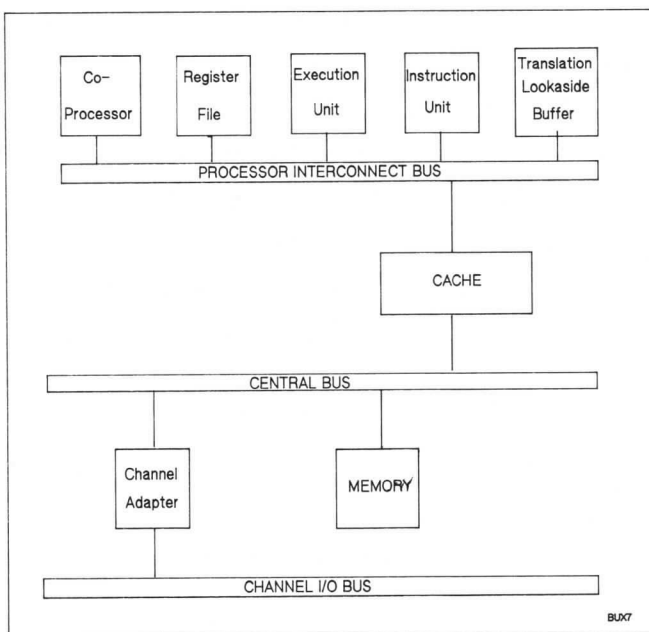 Co-
Processor
Register
File
Execution
Unit
Instruction
Unit
Translation
Lookaside
Buffer
PROCESSOR INTERCONNECT BUS
CACHE
CENTRAL BUS
Channel
Adapter
MEMORY
CHANNEL I/O BUS
BUX7